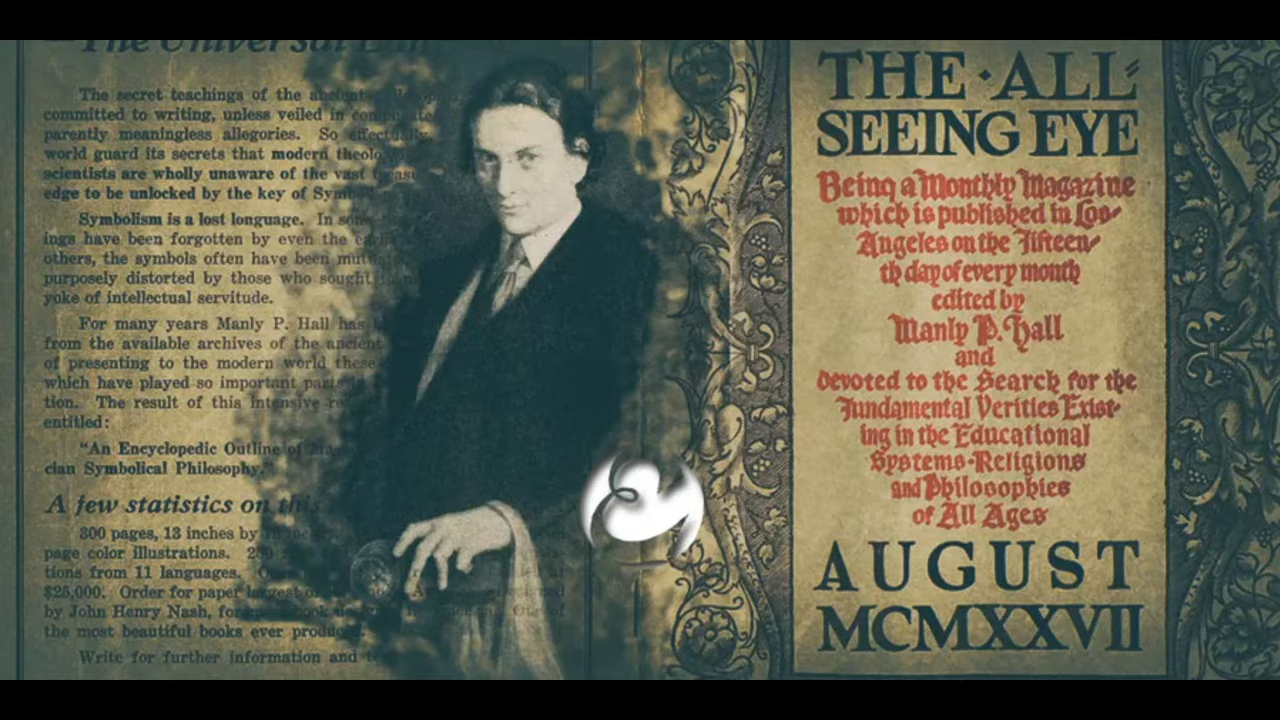 The Universal
The secret teachings of the ancient
committed to writing, unless veiled in
parently meaningless allegories. So effectually
world guard its secrets that modern
scientists are wholly unaware of the vast
edge to be unlocked by the key of
Symbolism is a lost longuage. In
ings have been forgotten by even the
others, the symbols often have been
purposely distorted by those who sought
yoke of intellectual servitude.
For many years Manly P. Hall has
from the available archives of the ancient
of presenting to the modern world these
which have played so important
tion. The result of this intensive
entitled:
"An Encyclopedic Outline of
cian Symbolical Philosophy."
A few statistics on this
300 pages, 13 inches by
page color illustrations.
tions from 11 languages.
$25,000. Order for paper largest
by John Henry Nash,
the most beautiful books ever
Write for further information and
THE·ALL=
SEEING EYE
Being a Monthly Magazine
which is published in Los-
Angeles on the Fifteen-
th day of every month
edited by
Manly P. Hall
and
Devoted to the Search for the
Fundamental Verities Exist-
ing in the Educational
Systems-Religions
and Philosophies
of All Ages
AUGUST
MCMXXVII